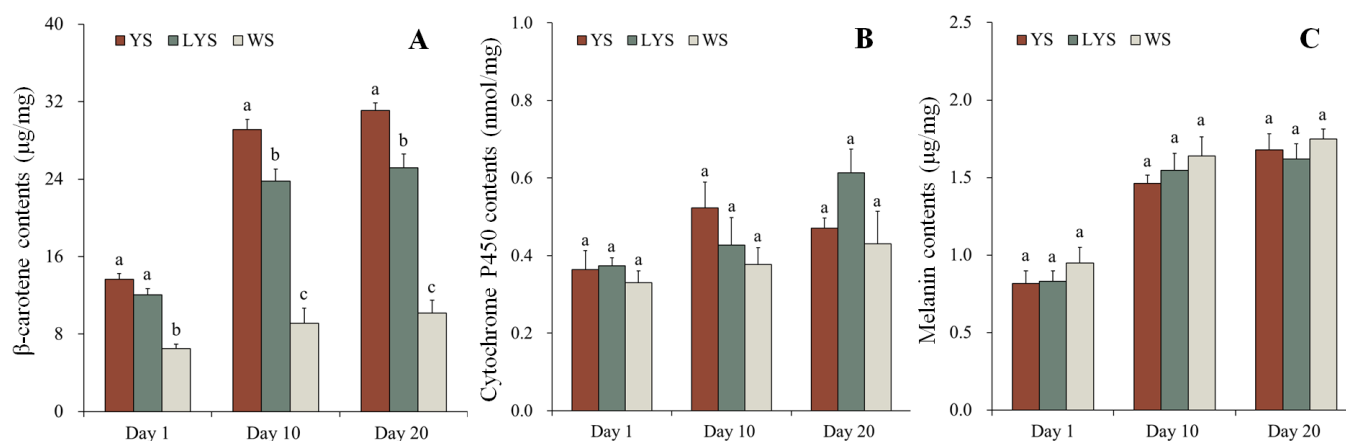 β-carotene contents (μg/mg)
40
32
24
16
8
0
YS LYS WS
A
a a b
a b c
a b c
Day 1 Day 10 Day 20
Cytochrome P450 contents (nmol/mg)
1.0
0.8
0.6
0.4
0.2
0.0
YS LYS WS
B
a a a
a a a
a a a
Day 1 Day 10 Day 20
Melanin contents (μg/mg)
2.5
2.0
1.5
1.0
0.5
0.0
YS LYS WS
C
a a a
a a a
a a a
Day 1 Day 10 Day 20